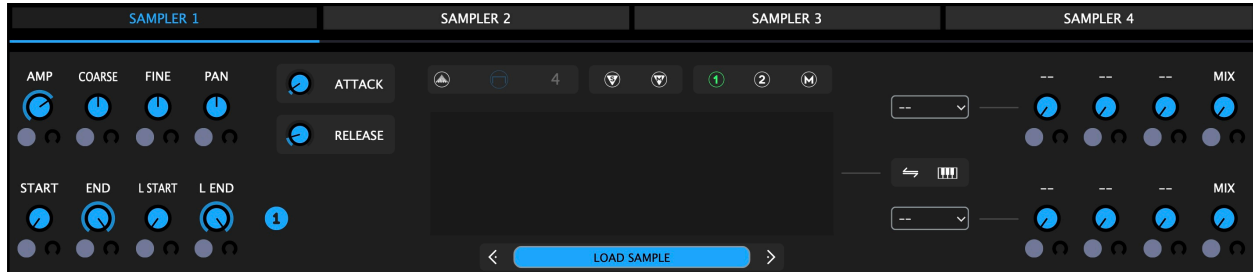 SAMPLER 1 SAMPLER 2 SAMPLER 3 SAMPLER 4
AMP COARSE FINE PAN
ATTACK
4
1 2 M
-- -- -- MIX
--
RELEASE
START END L START L END
1
-- -- -- MIX
--
LOAD SAMPLE